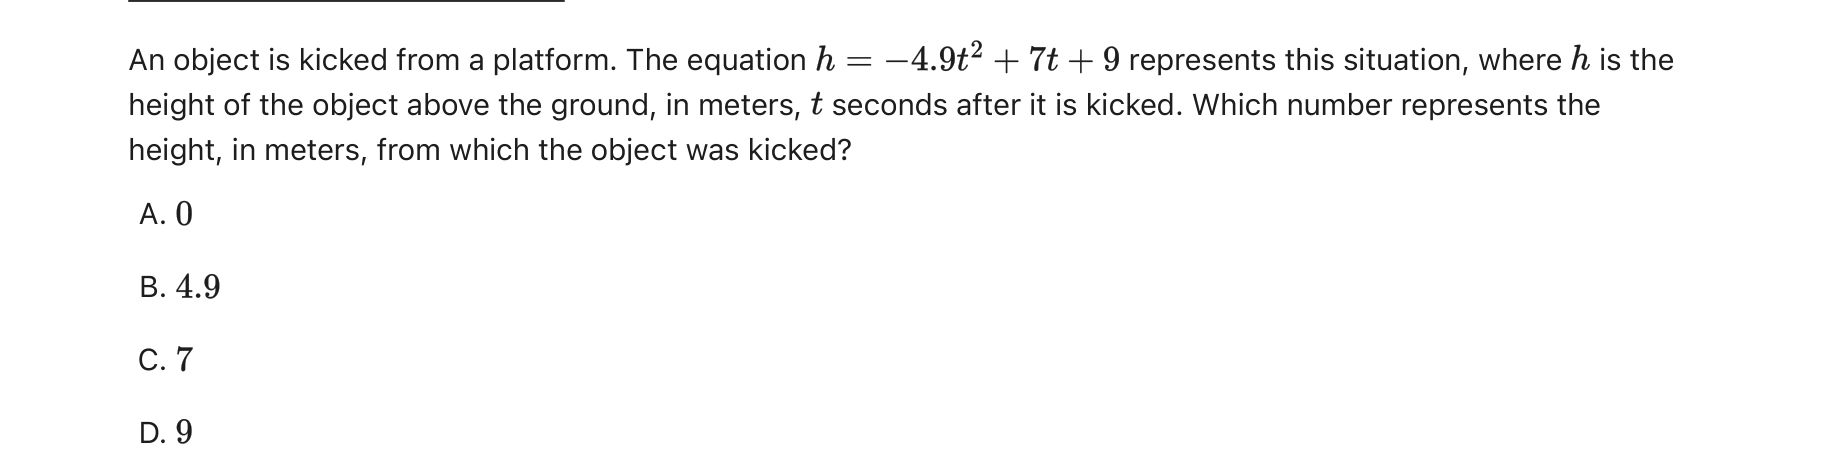 An object is kicked from a platform. The equation h = −4.9t² + 7t + 9 represents this situation, where h is the
height of the object above the ground, in meters, t seconds after it is kicked. Which number represents the
height, in meters, from which the object was kicked?
A. 0
B. 4.9
C. 7
D. 9